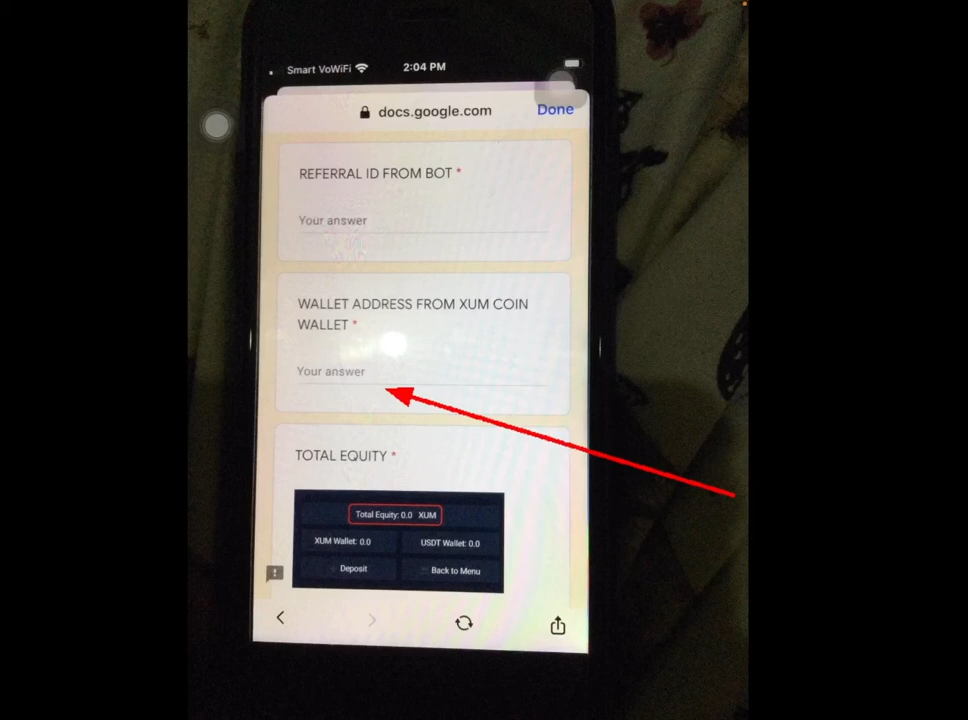 Smart VoWiFi 2:04 PM
docs.google.com Done
REFERRAL ID FROM BOT *
Your answer
WALLET ADDRESS FROM XUM COIN
WALLET *
Your answer
TOTAL EQUITY *
Total Equity: 0.0 XUM
XUM Wallet: 0.0 USDT Wallet: 0.0
Deposit Back to Menu